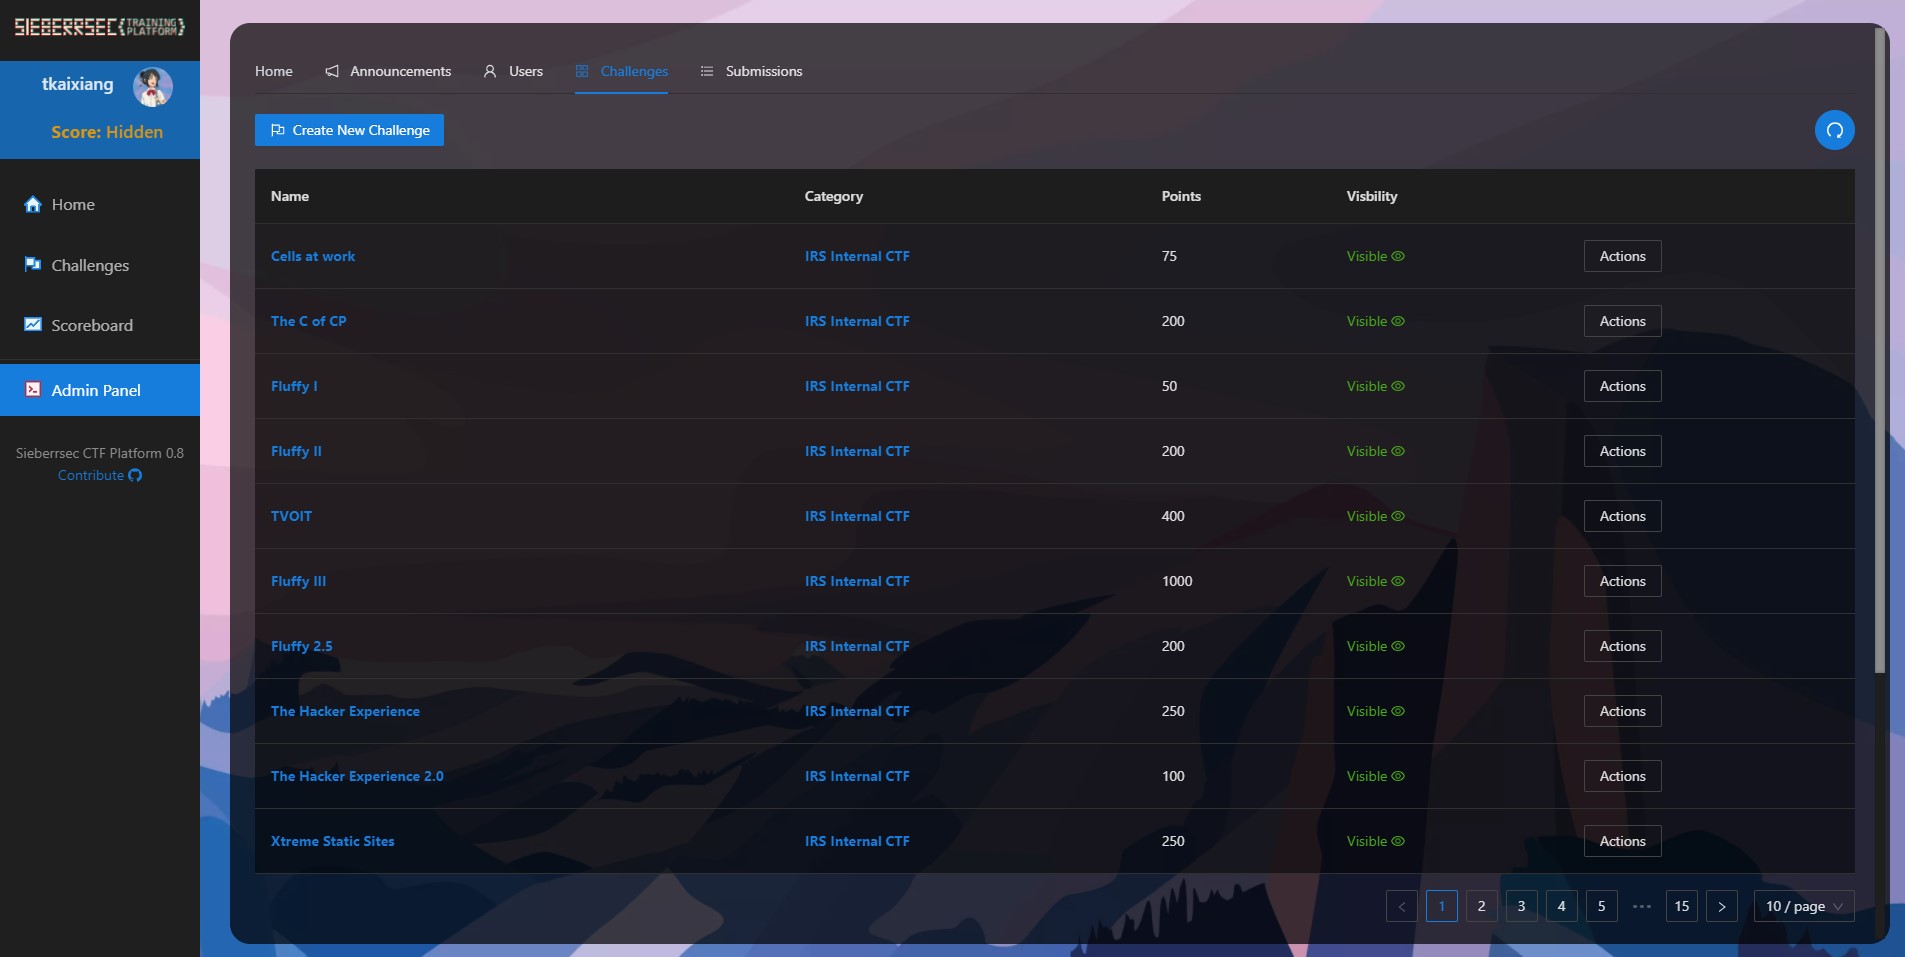 SIEBERRSEC{TRAINING PLATFORM}
tkaixiang
Score: Hidden
Home
Challenges
Scoreboard
Admin Panel
Sieberrsec CTF Platform 0.8
Contribute
Home Announcements Users Challenges Submissions
Create New Challenge
Name Category Points Visbility
Cells at work IRS Internal CTF 75 Visible Actions
The C of CP IRS Internal CTF 200 Visible Actions
Fluffy I IRS Internal CTF 50 Visible Actions
Fluffy II IRS Internal CTF 200 Visible Actions
TVOIT IRS Internal CTF 400 Visible Actions
Fluffy III IRS Internal CTF 1000 Visible Actions
Fluffy 2.5 IRS Internal CTF 200 Visible Actions
The Hacker Experience IRS Internal CTF 250 Visible Actions
The Hacker Experience 2.0 IRS Internal CTF 100 Visible Actions
Xtreme Static Sites IRS Internal CTF 250 Visible Actions
< 1 2 3 4 5 ••• 15 > 10 / page